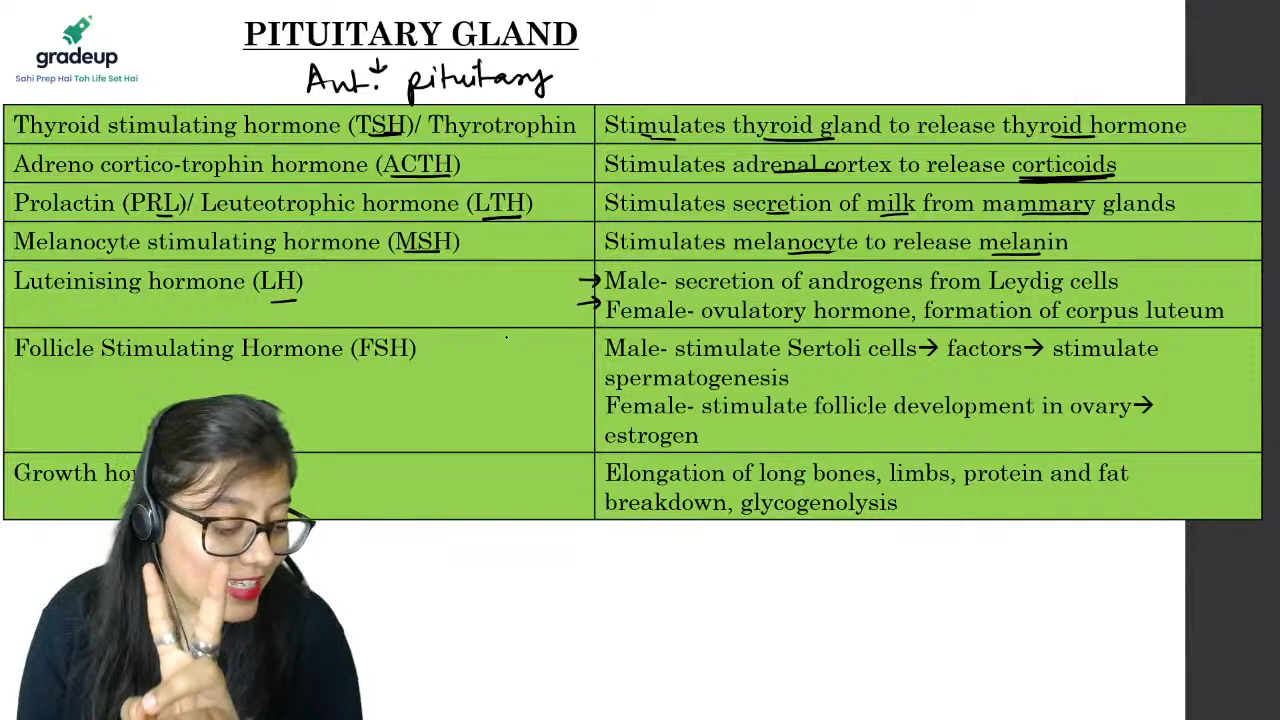 PITUITARY GLAND
gradeup
Sahi Prep Hai Toh Life Set Hai
Ant. pituitary
Thyroid stimulating hormone (TSH)/ Thyrotrophin
Stimulates thyroid gland to release thyroid hormone
Adreno cortico-trophin hormone (ACTH)
Stimulates adrenal cortex to release corticoids
Prolactin (PRL)/ Leuteotrophic hormone (LTH)
Stimulates secretion of milk from mammary glands
Melanocyte stimulating hormone (MSH)
Stimulates melanocyte to release melanin
Luteinising hormone (LH)
→ Male- secretion of androgens from Leydig cells
→ Female- ovulatory hormone, formation of corpus luteum
Follicle Stimulating Hormone (FSH)
Male- stimulate Sertoli cells→ factors→ stimulate
spermatogenesis
Female- stimulate follicle development in ovary→
estrogen
Growth
Elongation of long bones, limbs, protein and fat
breakdown, glycogenolysis